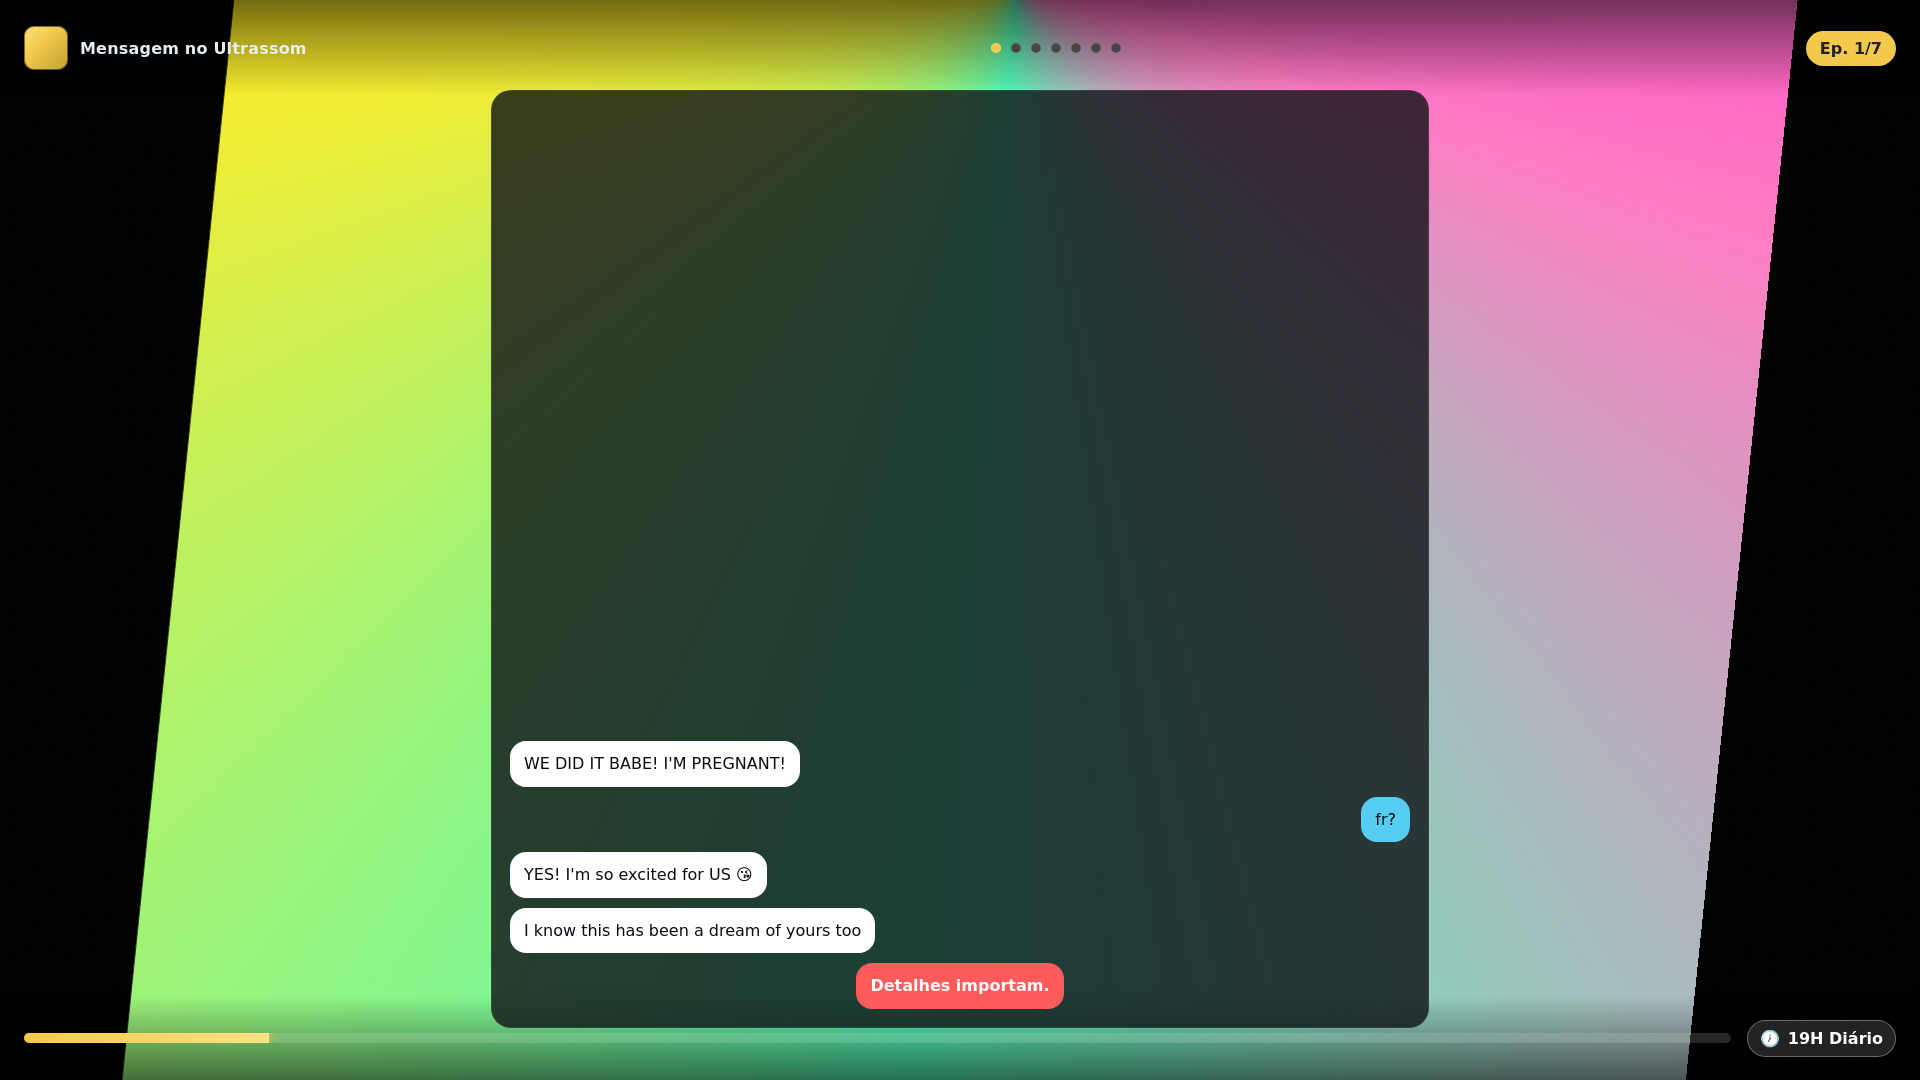 Mensagem no Ultrassom
Ep. 1/7
WE DID IT BABE! I'M PREGNANT!
fr?
YES! I'm so excited for US 😘
I know this has been a dream of yours too
Detalhes importam.
🕖 19H Diário